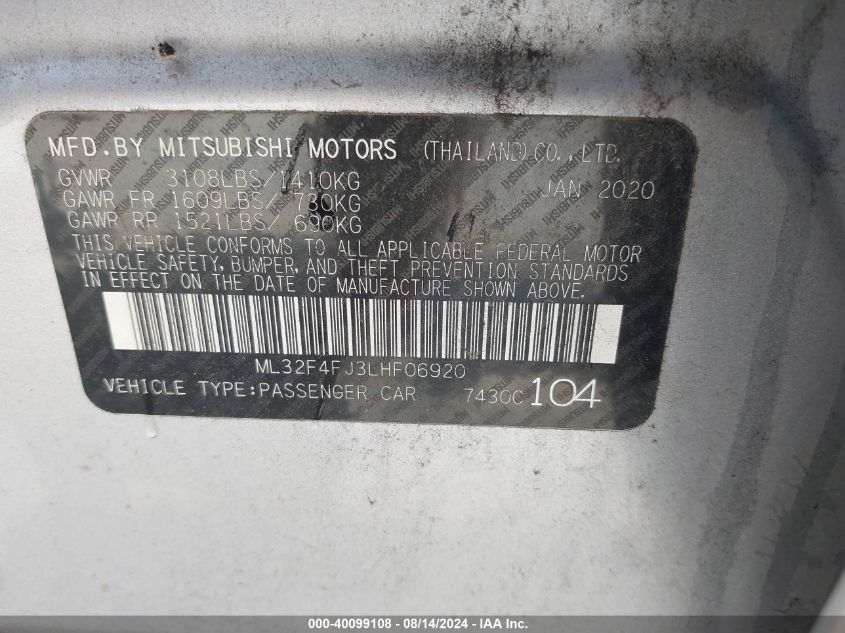 MFD.BY MITSUBISHI MOTORS (THAILAND) CO., LTD.
GVWR 3108LBS/1410KG JAN 2020
GAWR FR 1609LBS/ 730KG
GAWR RR 1521LBS/ 690KG
THIS VEHICLE CONFORMS TO ALL APPLICABLE FEDERAL MOTOR
VEHICLE SAFETY, BUMPER, AND THEFT PREVENTION STANDARDS
IN EFFECT ON THE DATE OF MANUFACTURE SHOWN ABOVE.
ML32F4FJ3LHF06920
VEHICLE TYPE:PASSENGER CAR 7430C 104
000-40099108 - 08/14/2024 - IAA Inc.